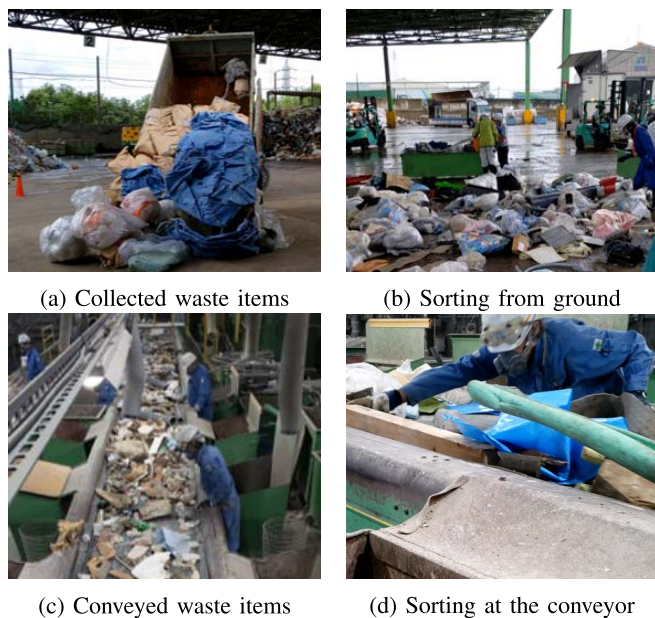 (a) Collected waste items
(b) Sorting from ground
(c) Conveyed waste items
(d) Sorting at the conveyor